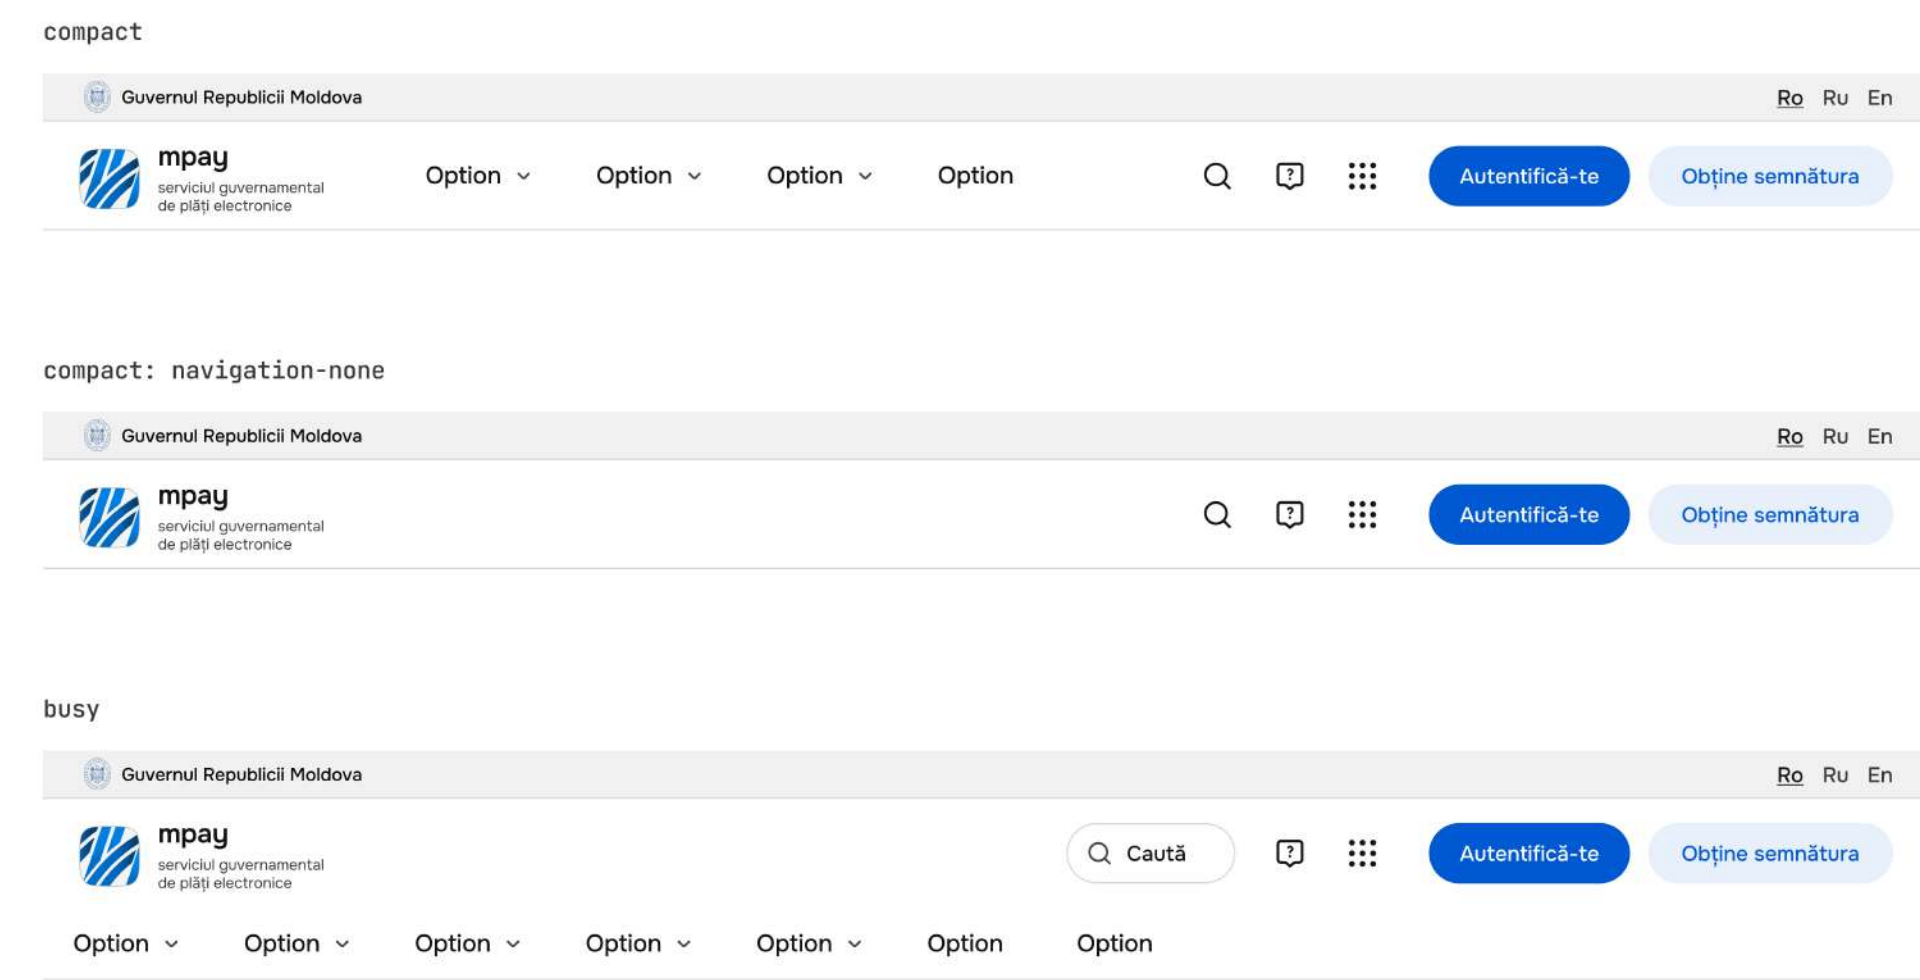 compact
Guvernul Republicii Moldova
Ro Ru En
mpay
serviciul guvernamental
de plăți electronice
Option Option Option Option
?
Autentifică-te
Obține semnătura
compact: navigation-none
Guvernul Republicii Moldova
Ro Ru En
mpay
serviciul guvernamental
de plăți electronice
?
Autentifică-te
Obține semnătura
busy
Guvernul Republicii Moldova
Ro Ru En
mpay
serviciul guvernamental
de plăți electronice
Caută
?
Autentifică-te
Obține semnătura
Option Option Option Option Option Option Option